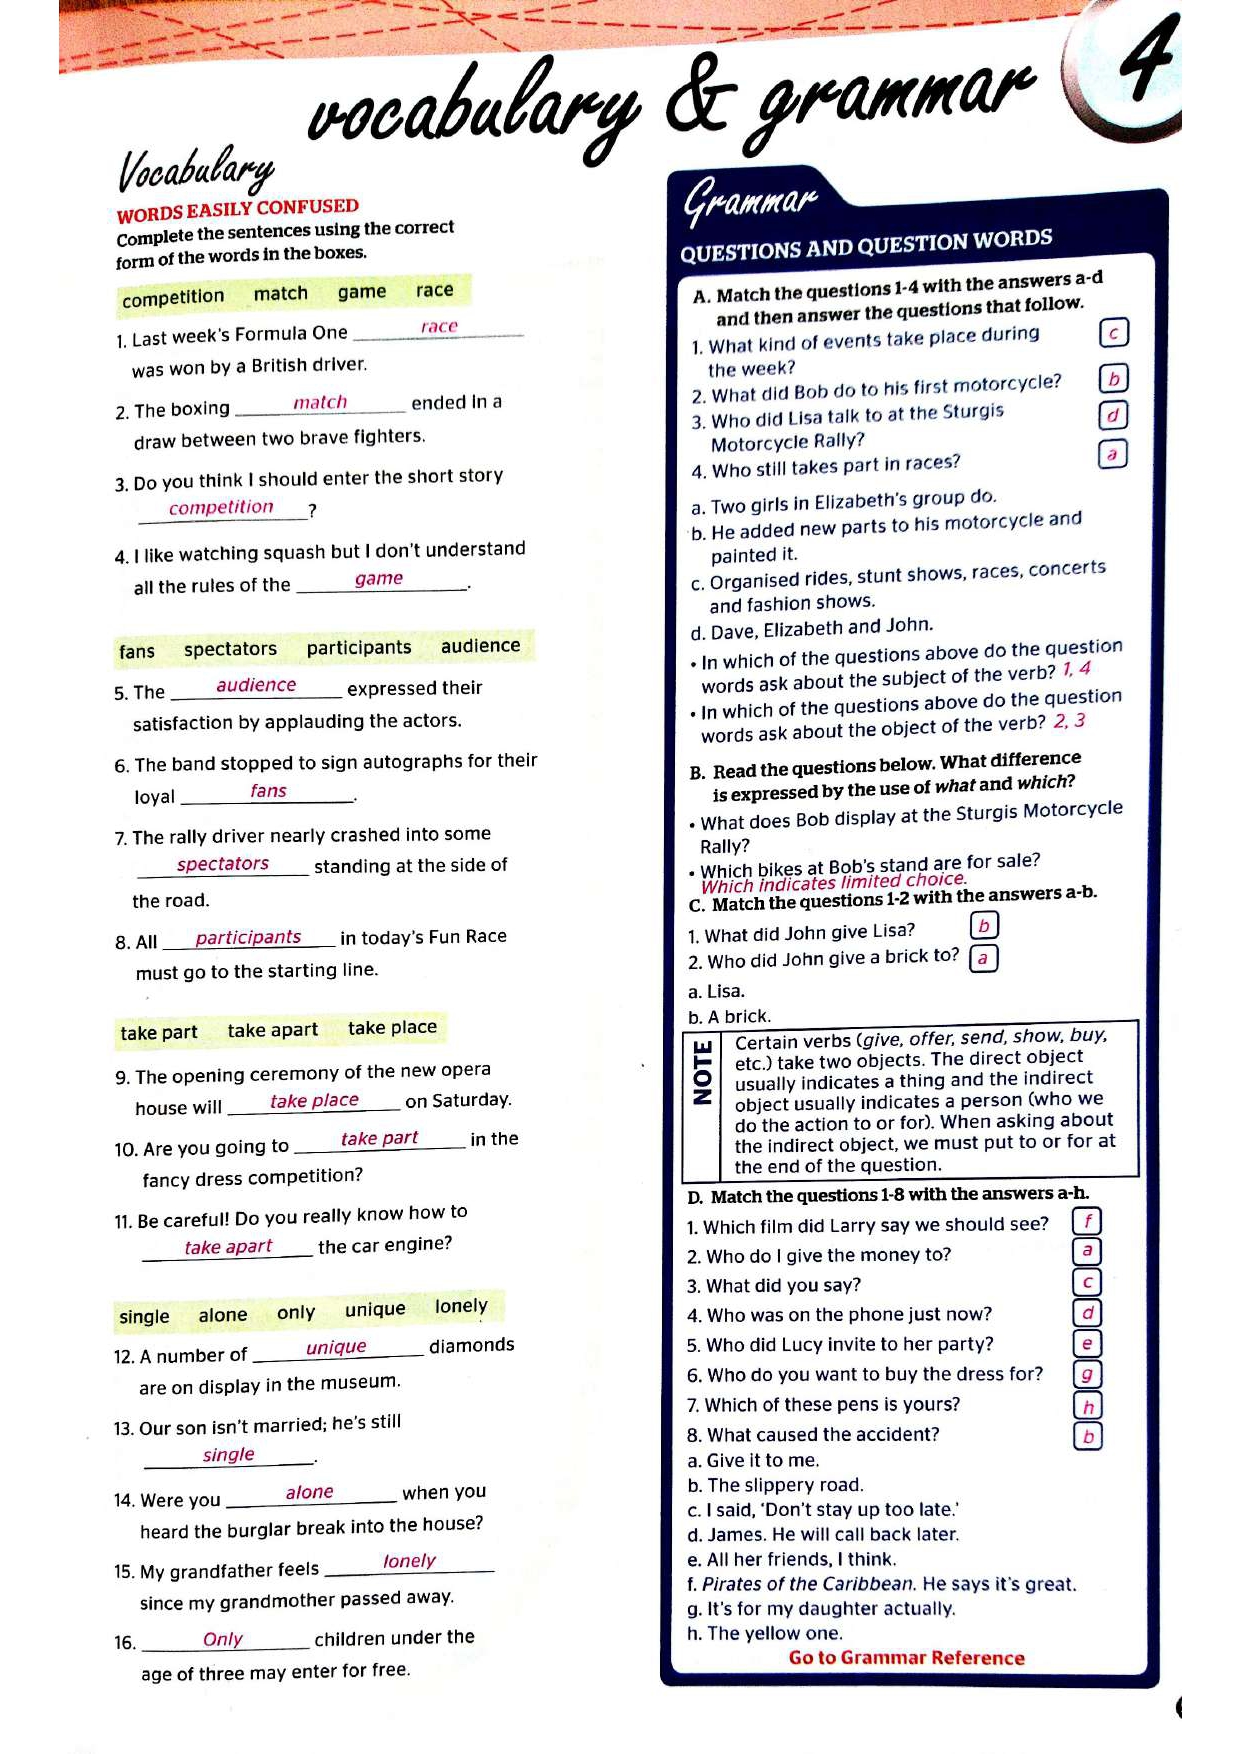 vocabulary & grammar 4
Vocabulary
WORDS EASILY CONFUSED
Complete the sentences using the correct
form of the words in the boxes.
competition match game race
1. Last week's Formula One race
was won by a British driver.
2. The boxing match ended in a
draw between two brave fighters.
3. Do you think I should enter the short story
competition ?
4. I like watching squash but I don't understand
all the rules of the game.
fans spectators participants audience
5. The audience expressed their
satisfaction by applauding the actors.
6. The band stopped to sign autographs for their
loyal fans.
7. The rally driver nearly crashed into some
spectators standing at the side of
the road.
8. All participants in today's Fun Race
must go to the starting line.
take part take apart take place
9. The opening ceremony of the new opera
house will take place on Saturday.
10. Are you going to take part in the
fancy dress competition?
11. Be careful! Do you really know how to
take apart the car engine?
single alone only unique lonely
12. A number of unique diamonds
are on display in the museum.
13. Our son isn't married; he's still
single.
14. Were you alone when you
heard the burglar break into the house?
15. My grandfather feels lonely
since my grandmother passed away.
16. Only children under the
age of three may enter for free.
Grammar
QUESTIONS AND QUESTION WORDS
A. Match the questions 1-4 with the answers a-d
and then answer the questions that follow.
1. What kind of events take place during c
the week?
2. What did Bob do to his first motorcycle? b
3. Who did Lisa talk to at the Sturgis d
Motorcycle Rally?
4. Who still takes part in races? a
a. Two girls in Elizabeth's group do.
b. He added new parts to his motorcycle and
painted it.
c. Organised rides, stunt shows, races, concerts
and fashion shows.
d. Dave, Elizabeth and John.
• In which of the questions above do the question
words ask about the subject of the verb? 1, 4
• In which of the questions above do the question
words ask about the object of the verb? 2, 3
B. Read the questions below. What difference
is expressed by the use of what and which?
• What does Bob display at the Sturgis Motorcycle
Rally?
• Which bikes at Bob's stand are for sale?
Which indicates limited choice.
C. Match the questions 1-2 with the answers a-b.
1. What did John give Lisa? b
2. Who did John give a brick to? a
a. Lisa.
b. A brick.
NOTE
Certain verbs (give, offer, send, show, buy,
etc.) take two objects. The direct object
usually indicates a thing and the indirect
object usually indicates a person (who we
do the action to or for). When asking about
the indirect object, we must put to or for at
the end of the question.
D. Match the questions 1-8 with the answers a-h.
1. Which film did Larry say we should see? f
2. Who do I give the money to? a
3. What did you say? c
4. Who was on the phone just now? d
5. Who did Lucy invite to her party? e
6. Who do you want to buy the dress for? g
7. Which of these pens is yours? h
8. What caused the accident? b
a. Give it to me.
b. The slippery road.
c. I said, 'Don't stay up too late.'
d. James. He will call back later.
e. All her friends, I think.
f. Pirates of the Caribbean. He says it's great.
g. It's for my daughter actually.
h. The yellow one.
Go to Grammar Reference